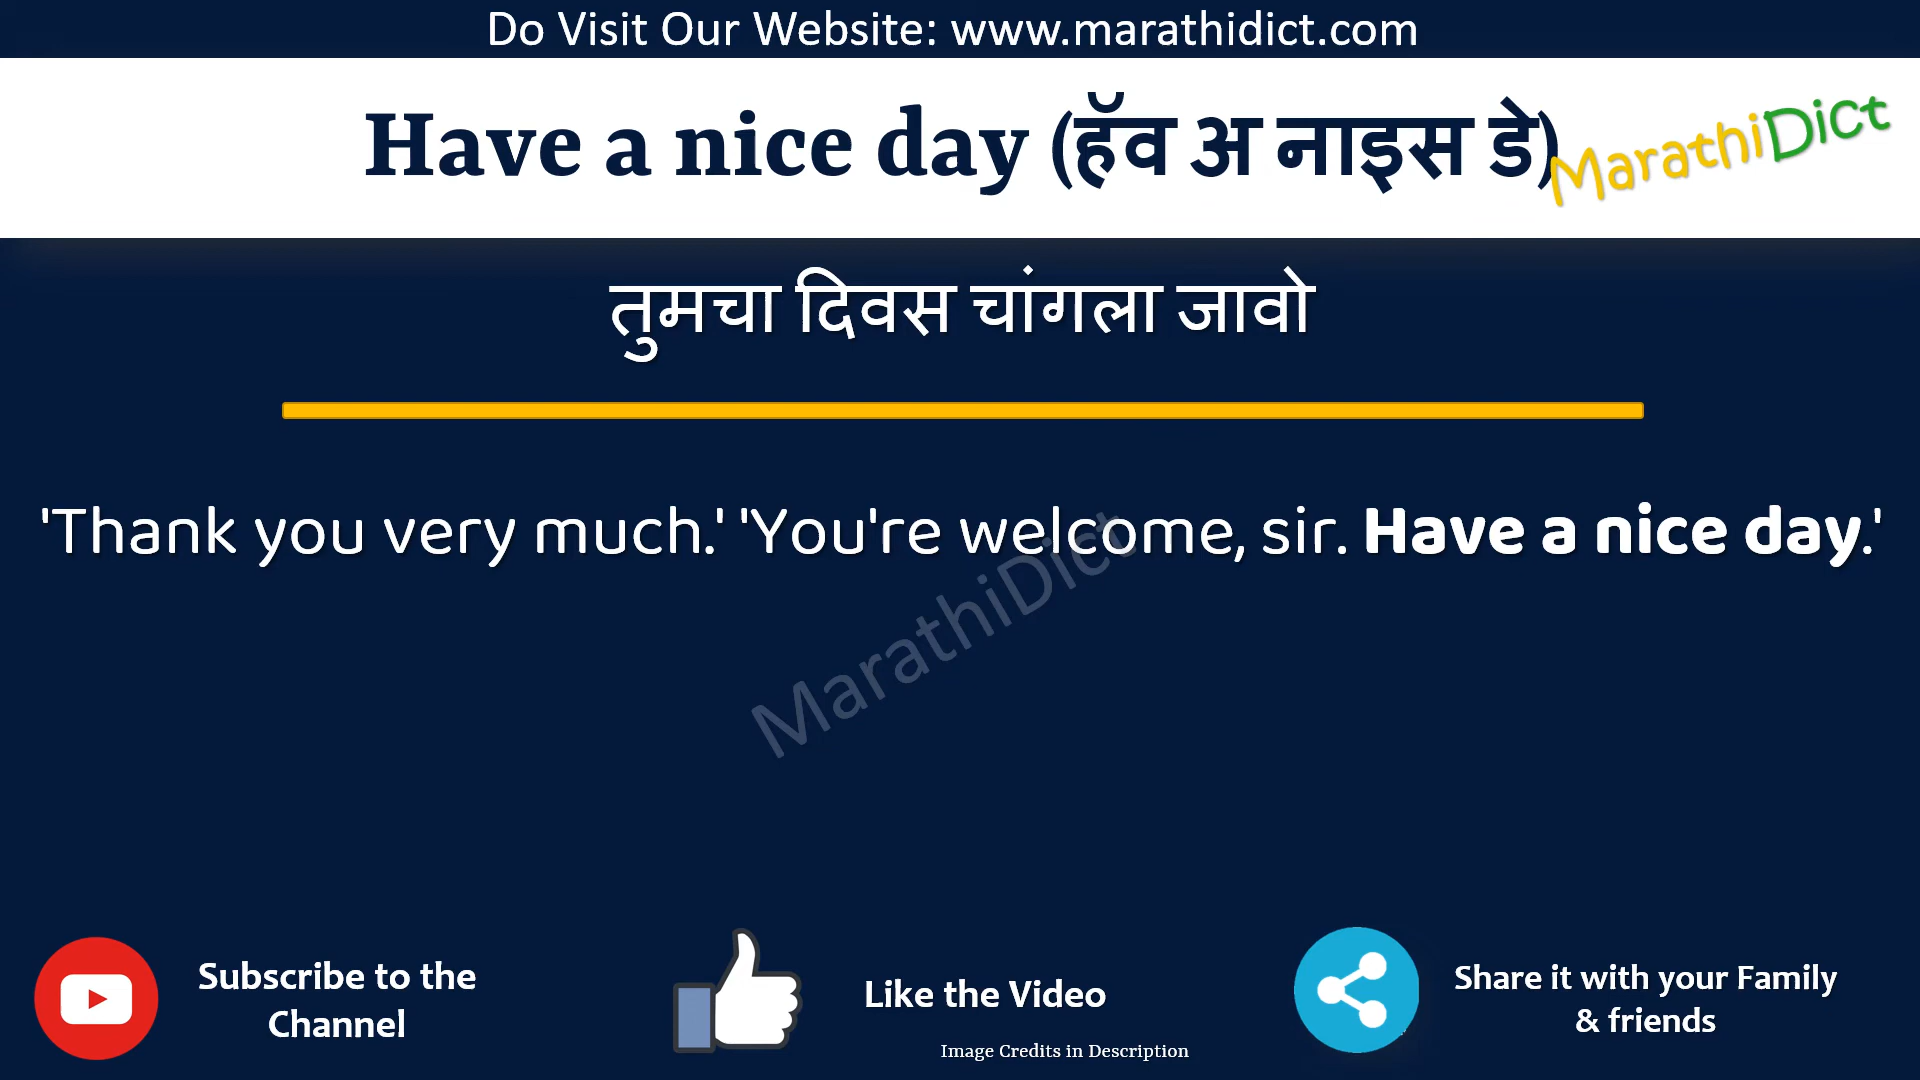 Do Visit Our Website: www.marathidict.com
Have a nice day (हॅव अ नाइस डे)
MarathiDict
तुमचा दिवस चांगला जावो
'Thank you very much.' 'You're welcome, sir. Have a nice day.'
MarathiDict
Subscribe to the
Channel
Like the Video
Share it with your Family
& friends
Image Credits in Description